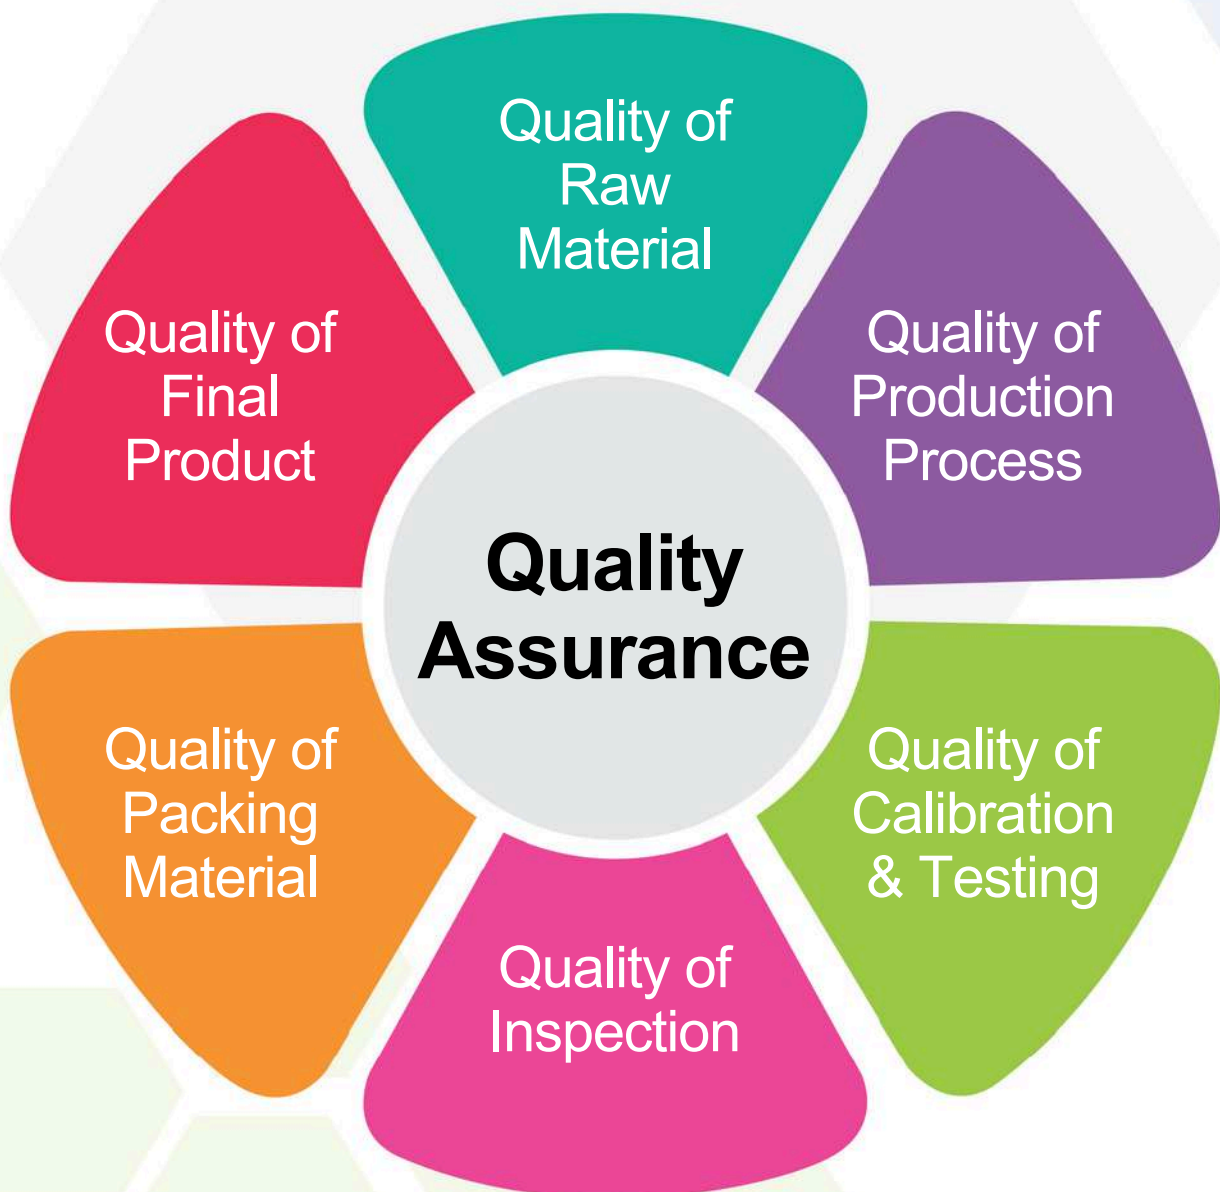 Quality of
Raw
Material
Quality of
Production
Process
Quality of
Calibration
& Testing
Quality of
Inspection
Quality of
Packing
Material
Quality of
Final
Product
Quality
Assurance